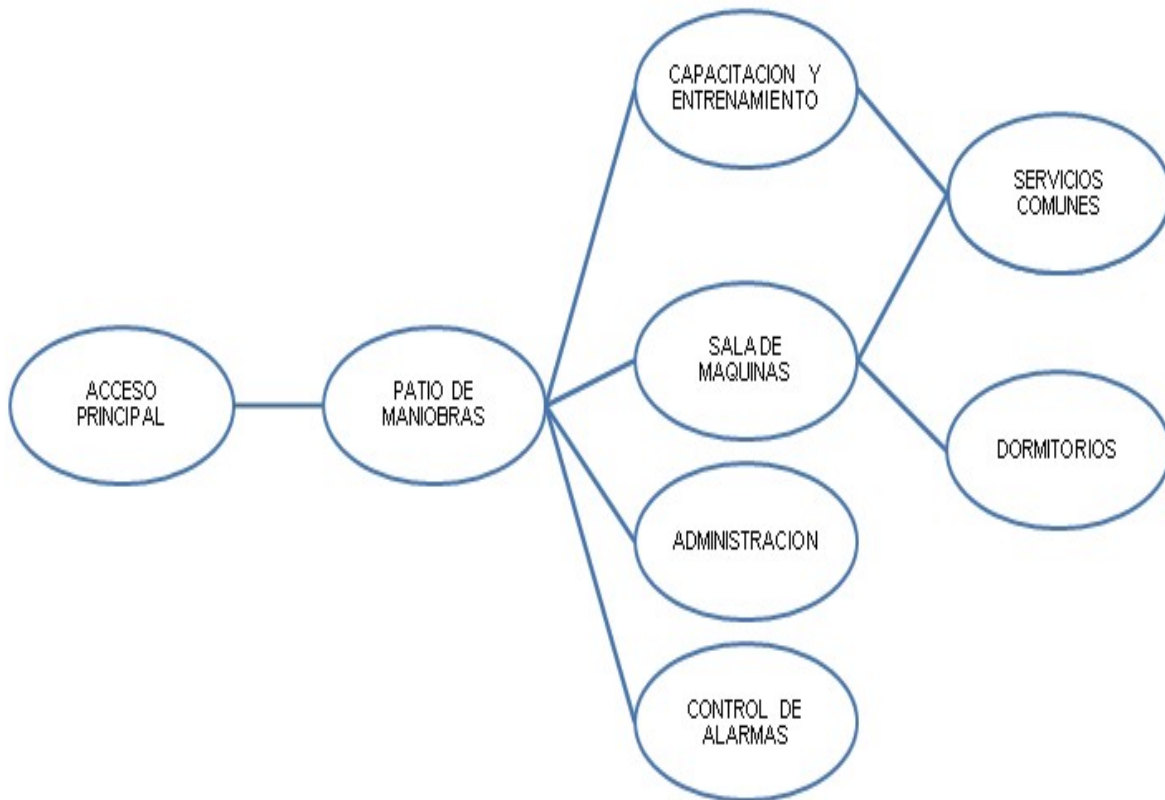 CAPACITACION Y
ENTRENAMIENTO
SERVICIOS
COMUNES
SALA DE
MAQUINAS
ACCESO
PRINCIPAL
PATIO DE
MANIOBRAS
DORMITORIOS
ADMINISTRACION
CONTROL DE
ALARMAS